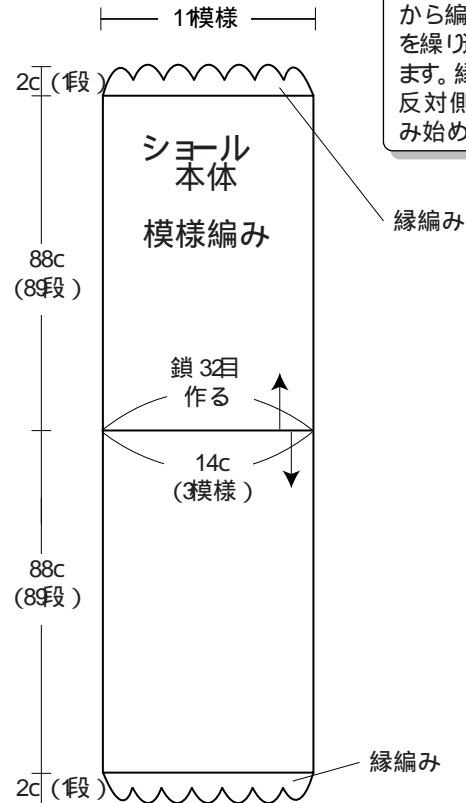 11模様
から編
を繰り返
ます。縁
反対側
み始め
2c (1段)
ショール
本体
模様編み
縁編み
88c
(89段)
鎖 32目
作る
14c
(3模様)
88c
(89段)
縁編み
2c (1段)